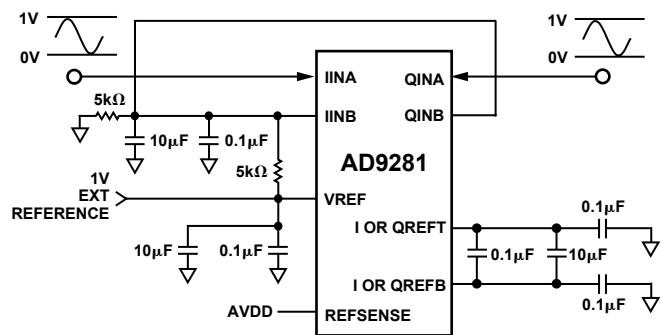 1V
0V
1V
0V
IINA
QINA
5kΩ
IINB
QINB
10µF
0.1µF
AD9281
5kΩ
1V
EXT
REFERENCE
VREF
0.1µF
I OR QREFT
10µF
0.1µF
0.1µF
10µF
I OR QREFB
0.1µF
AVDD
REFSENSE